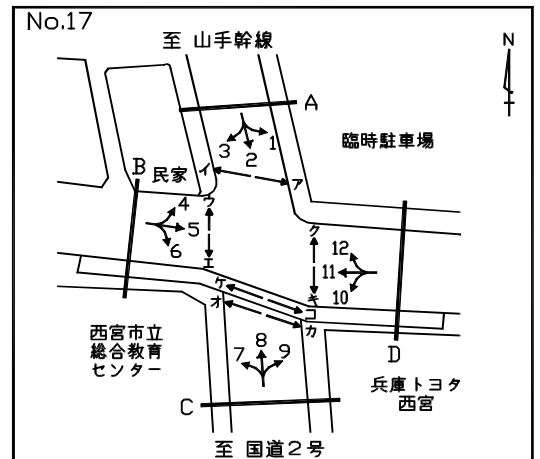 No.17
至 山手幹線
N
A
臨時駐車場
3 2 1
イ ア
B 民家
ウ
4
5
6
エ
ク
12
11
10
キ
ケ
オ
コ
カ
西宮市立
総合教育
センター
7 8 9
D
兵庫トヨタ
西宮
C
至 国道2号